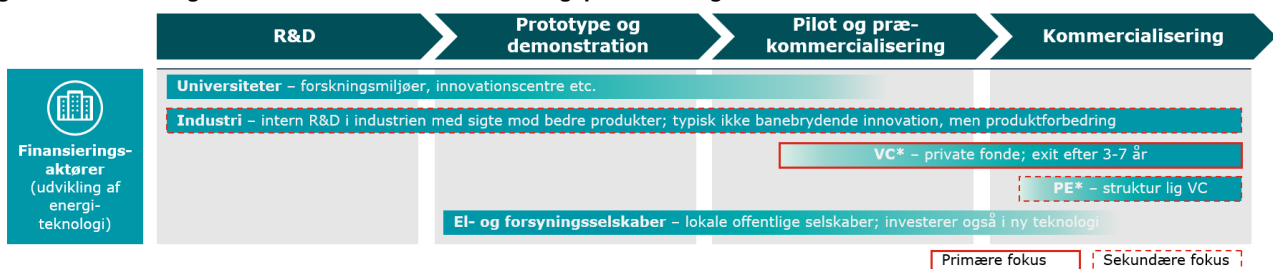 R&D
Prototype og
demonstration
Pilot og præ-
kommercialisering
Kommercialisering
Finansierings-
aktører
(udvikling af
energi-
teknologi)
Universiteter – forskningsmiljøer, innovationscentre etc.
Industri – intern R&D i industrien med sigte mod bedre produkter; typisk ikke banebrydende innovation, men produktforbedring
VC* – private fonde; exit efter 3-7 år
PE* – struktur lig VC
El- og forsyningsselskaber – lokale offentlige selskaber; investerer også i ny teknologi
Primære fokus
Sekundære fokus